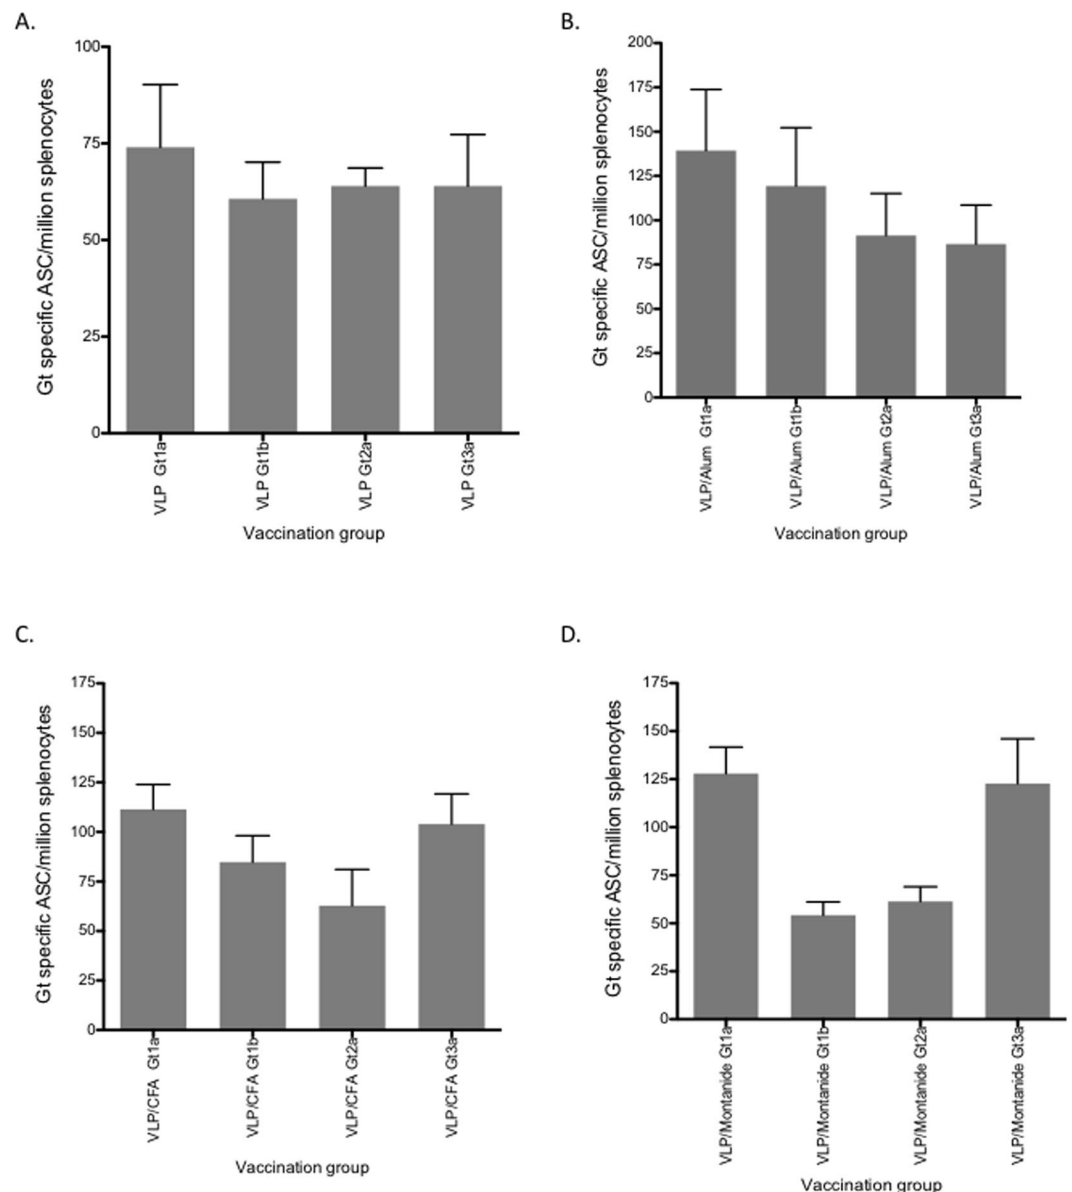 A.
Gt specific ASC/million splenocytes
100
75
50
25
0
VLP Gt1a
VLP Gt1b
VLP Gt2a
VLP Gt3a
Vaccination group
B.
Gt specific ASC/million splenocytes
200
175
150
125
100
75
50
25
0
VLP/Alum Gt1a
VLP/Alum Gt1b
VLP/Alum Gt2a
VLP/Alum Gt3a
Vaccination group
C.
Gt specific ASC/million splenocytes
175
150
125
100
75
50
25
0
VLP/CFA Gt1a
VLP/CFA Gt1b
VLP/CFA Gt2a
VLP/CFA Gt3a
Vaccination group
D.
Gt specific ASC/million splenocytes
175
150
125
100
75
50
25
0
VLP/Montanide Gt1a
VLP/Montanide Gt1b
VLP/Montanide Gt2a
VLP/Montanide Gt3a
Vaccination group